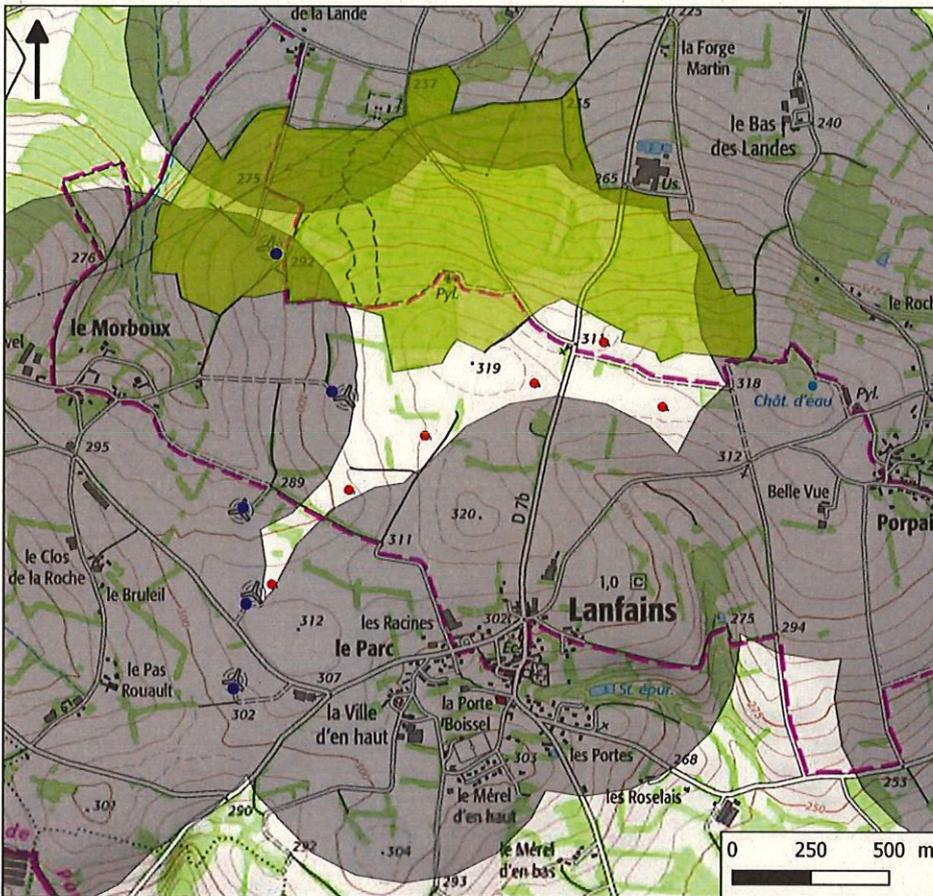 de la Lande
225
la Forge
Martin
237
le Bas
des Landes
240
265
Us.
275
276
292
Pyl.
le Morboux
311
319
le Roc
318
Chât. d'eau
Pyl.
295
289
312
Belle Vue
Porpai
320
D 7b
311
le Clos
de la Roche
le Bruleil
1,0 C
Lanfains
302
les Racines
312
le Parc
275
294
le Pas
Rouault
307
302
la Ville
d'en haut
la Porte
Boissel
St. épur.
275
303
les Portes
268
253
le Mérel
d'en haut
les Roselais
250
301
290
292
304
293
le Mérel
d'en bas
de
0 250 500 m